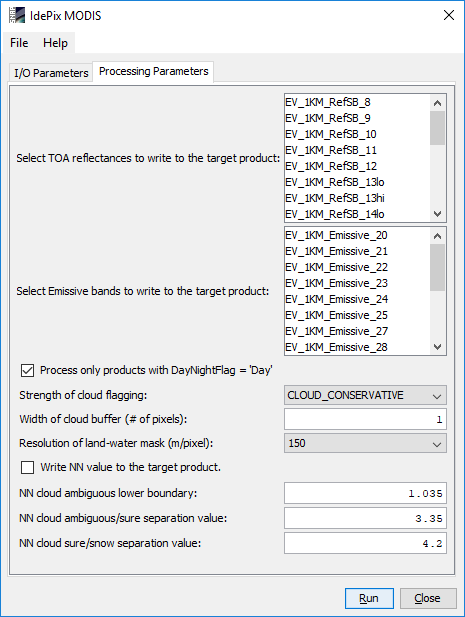 IdePix MODIS
File Help
I/O Parameters Processing Parameters
Select TOA reflectances to write to the target product:
EV_1KM_RefSB_8
EV_1KM_RefSB_9
EV_1KM_RefSB_10
EV_1KM_RefSB_11
EV_1KM_RefSB_12
EV_1KM_RefSB_13lo
EV_1KM_RefSB_13hi
EV_1KM_RefSB_14lo
Select Emissive bands to write to the target product:
EV_1KM_Emissive_20
EV_1KM_Emissive_21
EV_1KM_Emissive_22
EV_1KM_Emissive_23
EV_1KM_Emissive_24
EV_1KM_Emissive_25
EV_1KM_Emissive_27
EV_1KM_Emissive_28
Process only products with DayNightFlag = 'Day'
Strength of cloud flagging: CLOUD_CONSERVATIVE
Width of cloud buffer (# of pixels): 1
Resolution of land-water mask (m/pixel): 150
Write NN value to the target product.
NN cloud ambiguous lower boundary: 1.035
NN cloud ambiguous/sure separation value: 3.35
NN cloud sure/snow separation value: 4.2
Run Close